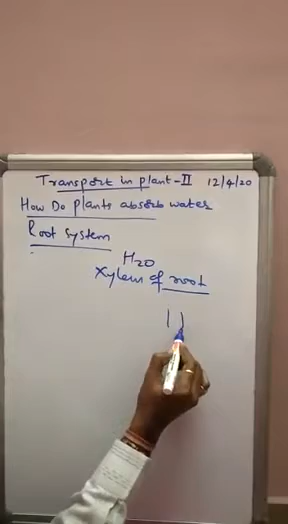 Transport in plant - II 12/4/20
How Do plants absorb water
Root system
H2O
Xylem of root